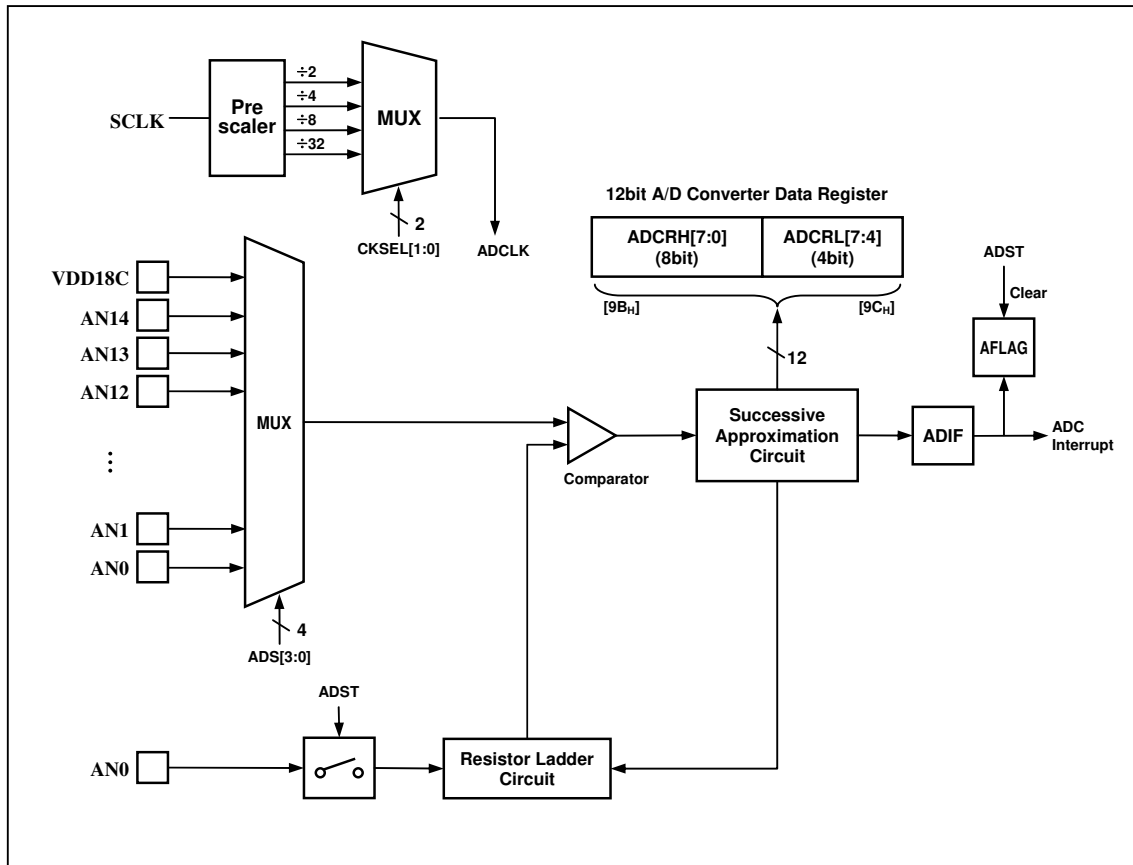 SCLK
Pre
scaler
÷2
÷4
÷8
÷32
MUX
2
CKSEL[1:0]
ADCLK
12bit A/D Converter Data Register
ADCRH[7:0]
(8bit)
ADCRL[7:4]
(4bit)
[9BH]
[9CH]
12
ADST
Clear
AFLAG
VDD18C
AN14
AN13
AN12
...
AN1
AN0
MUX
4
ADS[3:0]
Comparator
Successive
Approximation
Circuit
ADIF
ADC
Interrupt
ADST
AN0
Resistor Ladder
Circuit